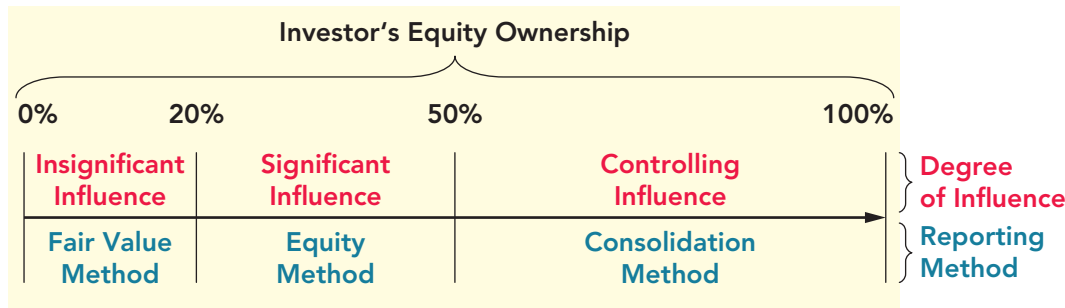 Investor‘s Equity Ownership
0% 20% 50% 100%
Insignificant
Influence
Significant
Influence
Controlling
Influence
Degree
of Influence
Fair Value
Method
Equity
Method
Consolidation
Method
Reporting
Method